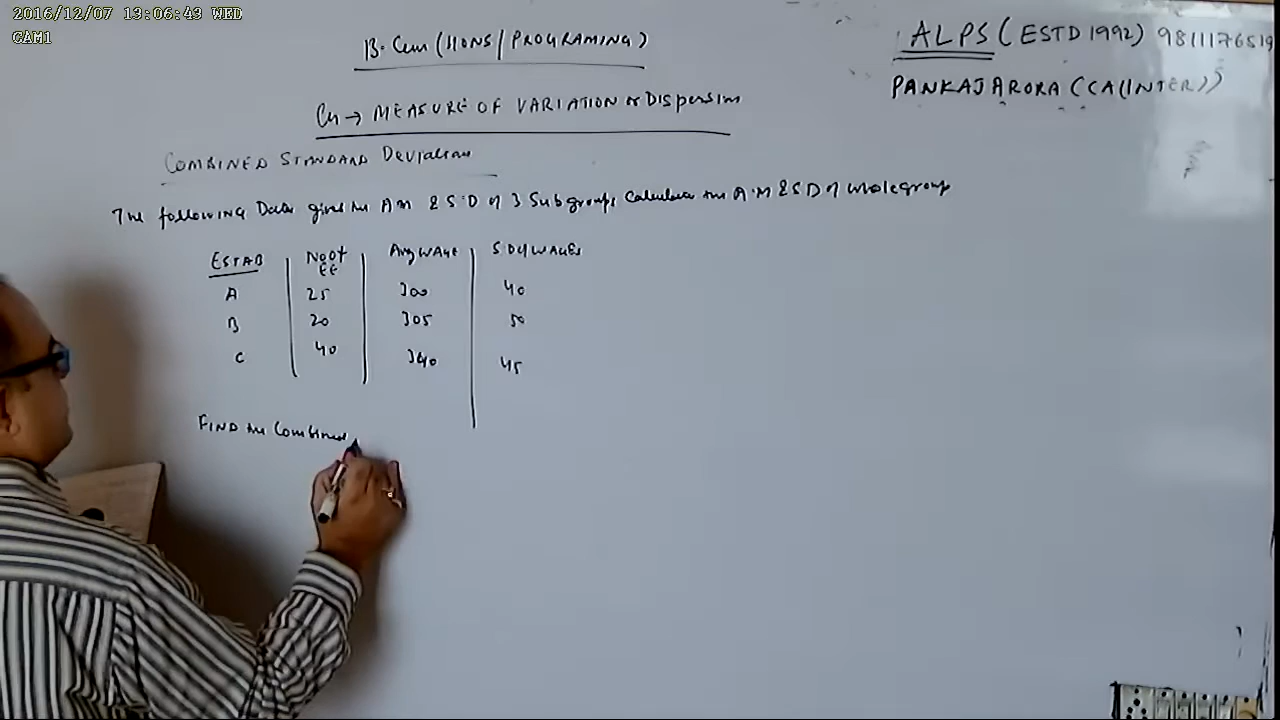 2016/12/07 13:06:43 WED
CAM1
B.Com (HONS/PROGRAMING)
ALPS (ESTD 1992) 9811176519
PANKAJ ARORA (CA(INTER))
Ch → MEASURE OF VARIATION or Dispersion
COMBINED STANDARD Deviation
The following Data gives the AM & S.D of 3 Subgroups Calculate the A.M & SD of whole group
ESTAB No of EE Avg WAGE S D of WAGES
A 25 300 40
B 20 305 50
C 40 340 45
FIND the Combined